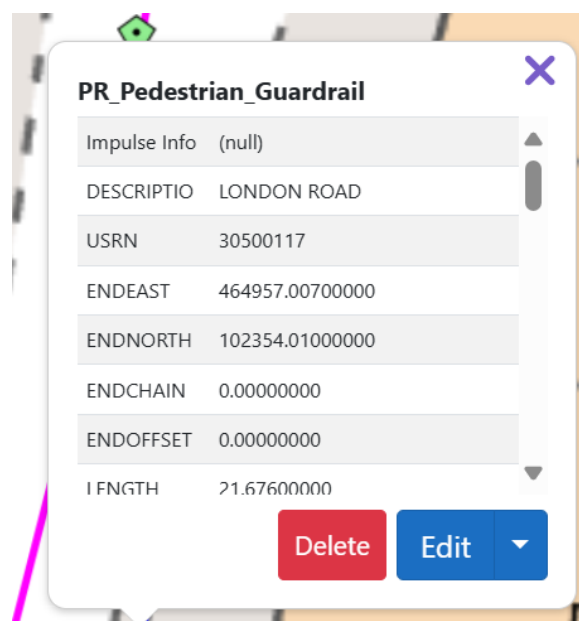 PR_Pedestrian_Guardrail
Impulse Info (null)
DESCRIPTIO LONDON ROAD
USRN 30500117
ENDEAST 464957.00700000
ENDNORTH 102354.01000000
ENDCHAIN 0.00000000
ENDOFFSET 0.00000000
LENGTH 21.67600000
Delete Edit